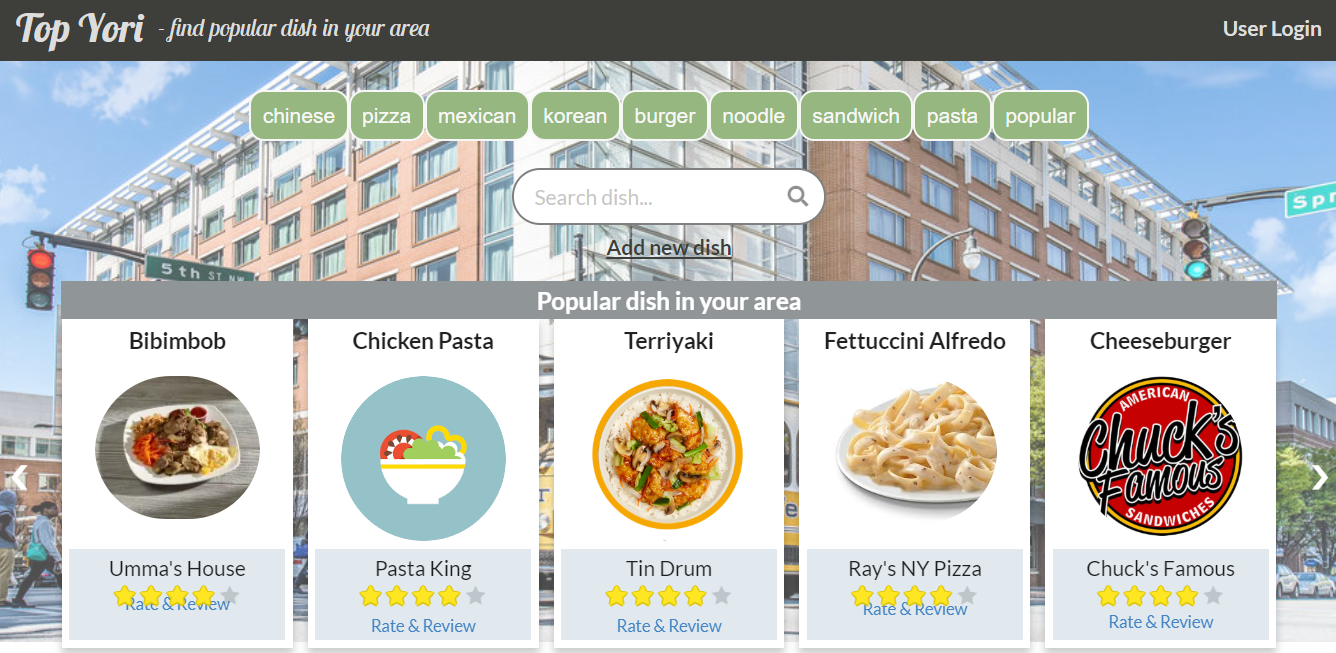 Top Yori - find popular dish in your area
User Login
chinese pizza mexican korean burger noodle sandwich pasta popular
Search dish...
Add new dish
5th ST NW
Spr
Popular dish in your area
Bibimbob
Chicken Pasta
Terriyaki
Fettuccini Alfredo
Cheeseburger
AMERICAN
Chuck's
Famous
SANDWICHES
Umma's House
Rate & Review
Pasta King
Rate & Review
Tin Drum
Rate & Review
Ray's NY Pizza
Rate & Review
Chuck's Famous
Rate & Review